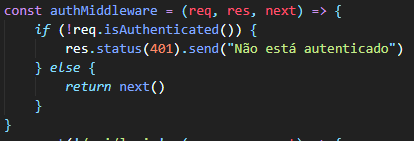 const authMiddleware = (req, res, next) => {
    if (!req.isAuthenticated()) {
        res.status(401).send("Não está autenticado")
    } else {
        return next()
    }
}